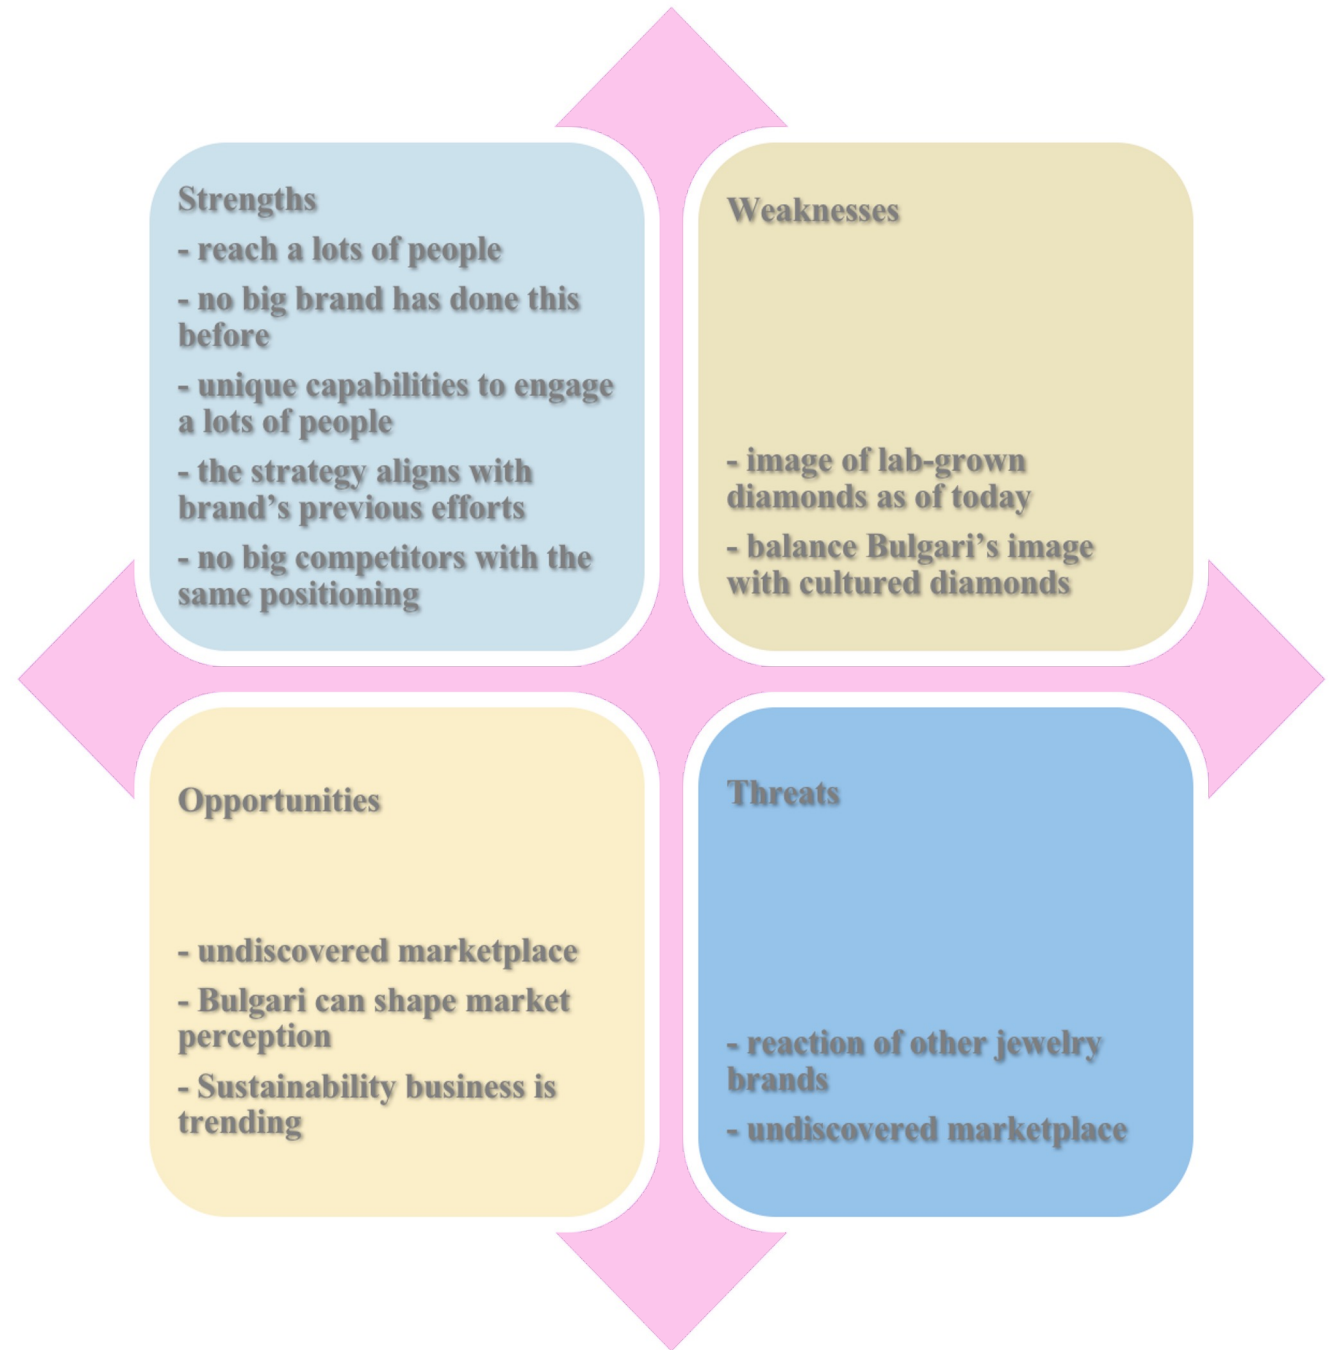 Strengths
- reach a lots of people
- no big brand has done this
before
- unique capabilities to engage
a lots of people
- the strategy aligns with
brand’s previous efforts
- no big competitors with the
same positioning
Weaknesses
- image of lab-grown
diamonds as of today
- balance Bulgari’s image
with cultured diamonds
Opportunities
- undiscovered marketplace
- Bulgari can shape market
perception
- Sustainability business is
trending
Threats
- reaction of other jewelry
brands
- undiscovered marketplace